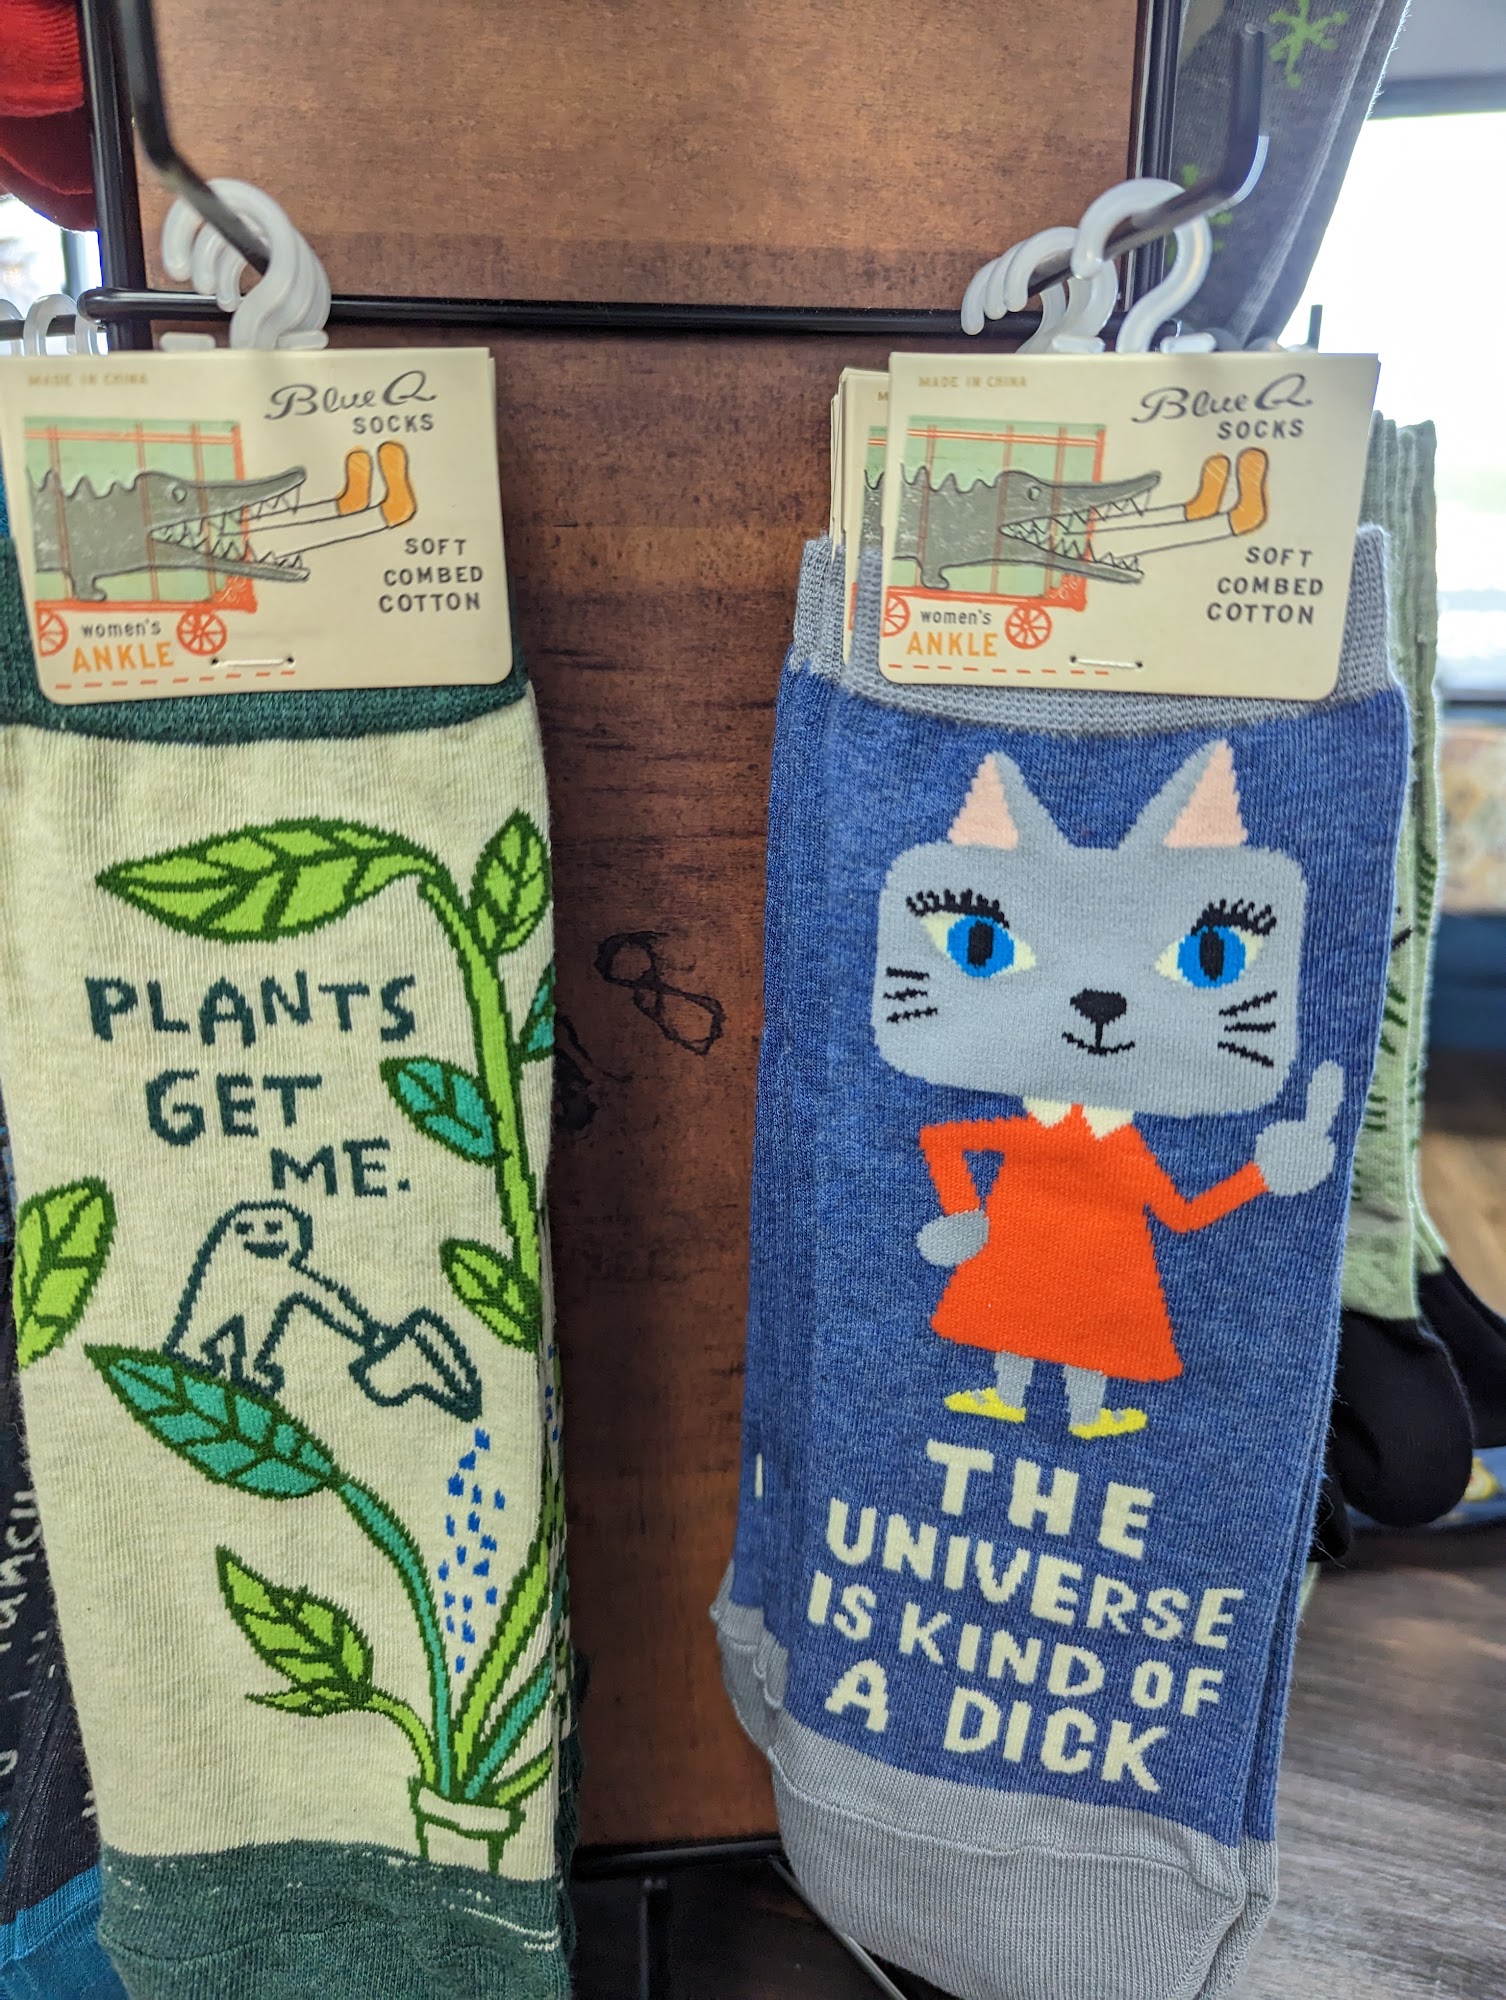 MADE IN CHINA
Blue Q
SOCKS
SOFT
COMBED
COTTON
women's
ANKLE
PLANTS
GET
ME.
MADE IN CHINA
Blue Q
SOCKS
SOFT
COMBED
COTTON
women's
ANKLE
THE
UNIVERSE
IS KIND OF
A DICK